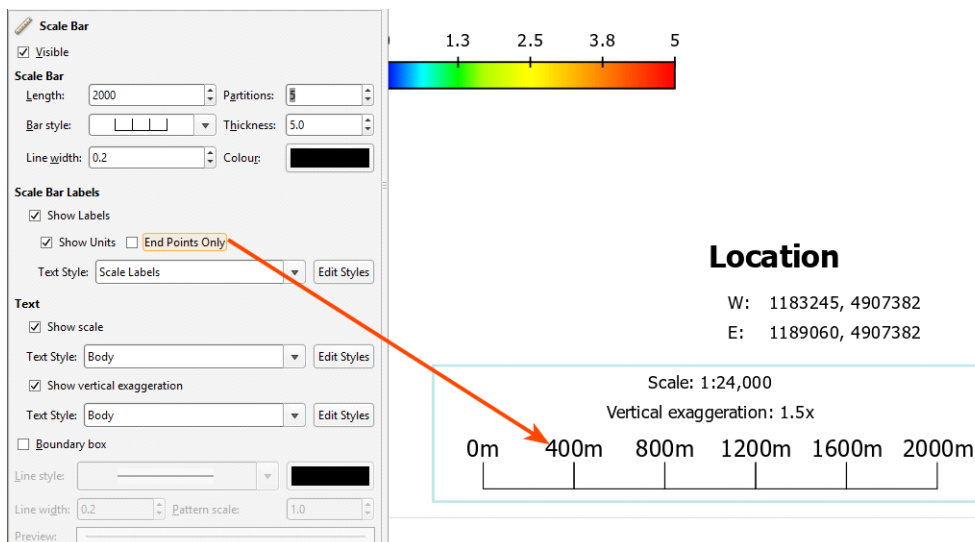 Scale Bar
Visible
Scale Bar
Length: 2000 Partitions: 5
Bar style: Thickness: 5.0
Line width: 0.2 Colour:
Scale Bar Labels
Show Labels
Show Units End Points Only
Text Style: Scale Labels Edit Styles
Text
Show scale
Text Style: Body Edit Styles
Show vertical exaggeration
Text Style: Body Edit Styles
Boundary box
Line style:
Line width: 0.2 Pattern scale: 1.0
Preview:
1.3 2.5 3.8 5
Location
W: 1183245, 4907382
E: 1189060, 4907382
Scale: 1:24,000
Vertical exaggeration: 1.5x
0m 400m 800m 1200m 1600m 2000m